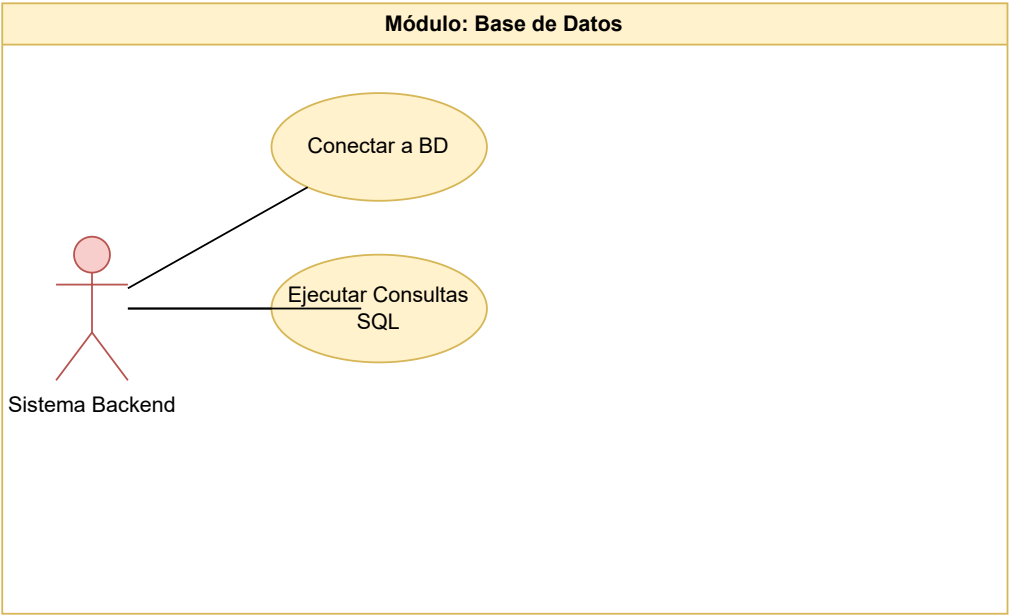 Módulo: Base de Datos
Conectar a BD
Ejecutar Consultas
SQL
Sistema Backend